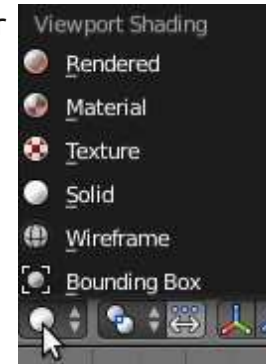 Viewport Shading
Rendered
Material
Texture
Solid
Wireframe
Bounding Box